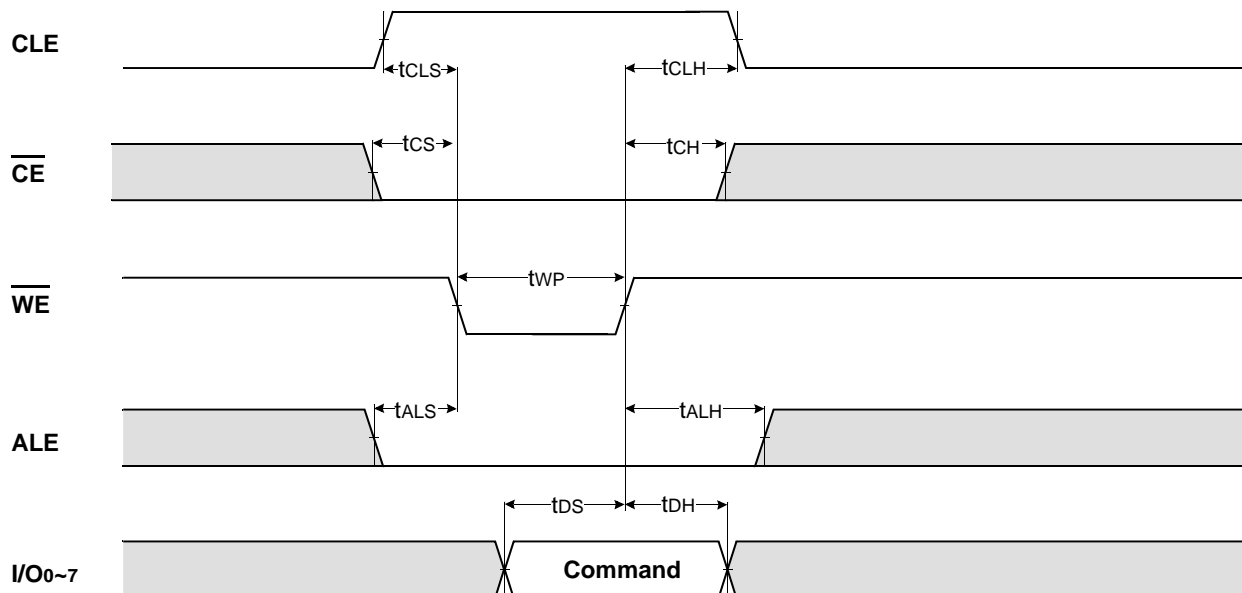 CLE
tCLS
tCLH
CE
tCS
tCH
WE
tWP
ALE
tALS
tALH
tDS
tDH
I/O0~7
Command